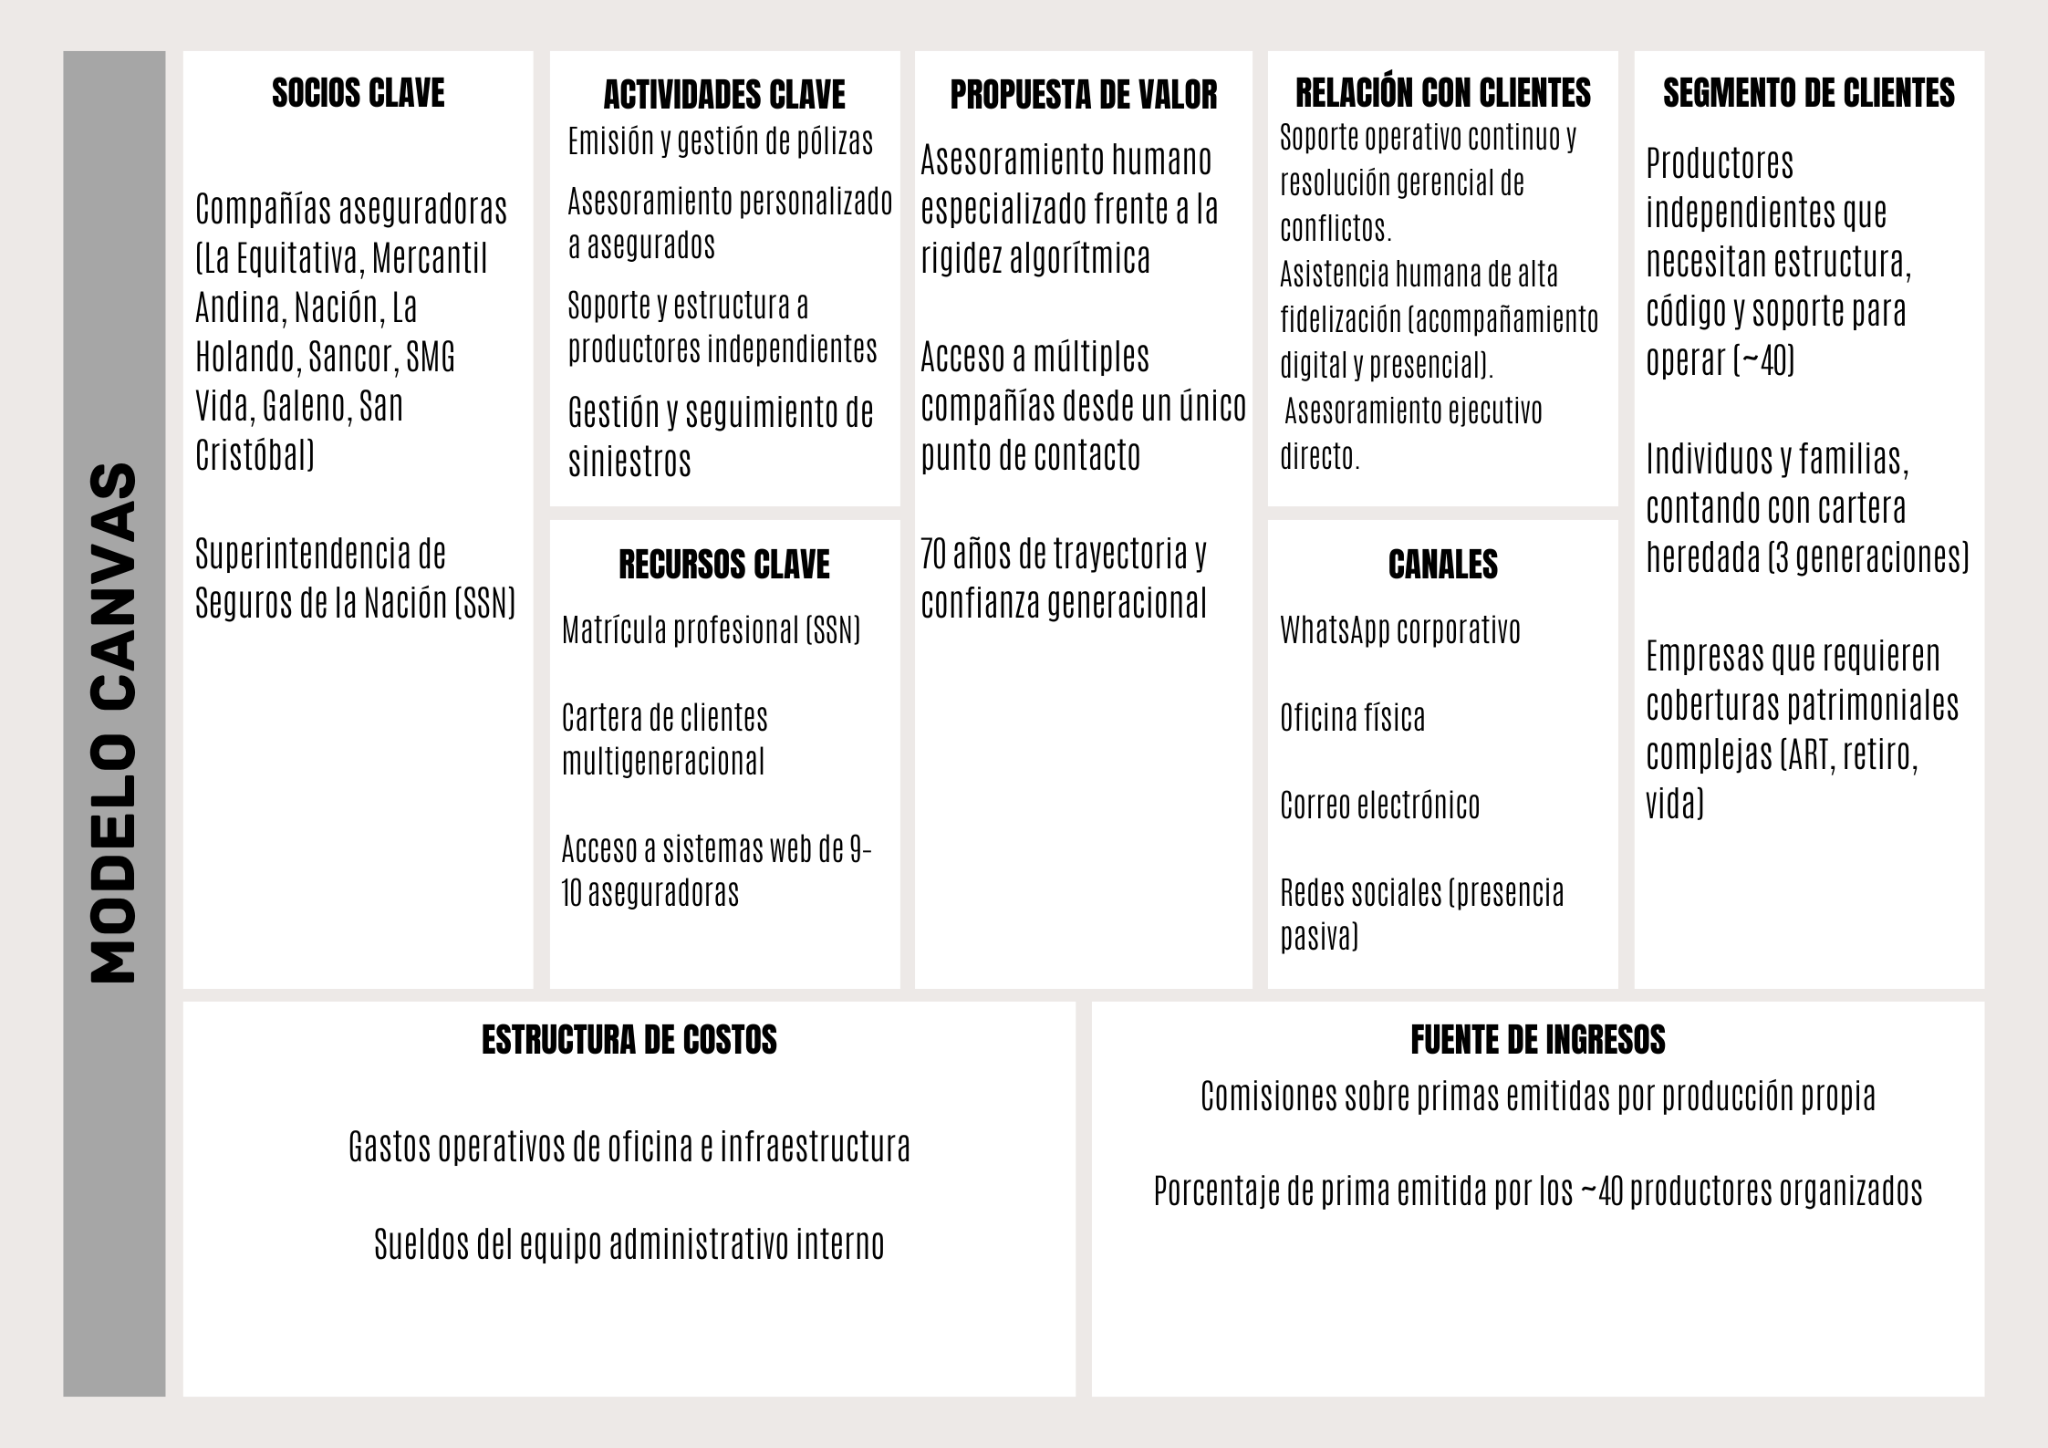 MODELO CANVAS
SOCIOS CLAVE
Compañías aseguradoras
(La Equitativa, Mercantil
Andina, Nación, La
Holando, Sancor, SMG
Vida, Galeno, San
Cristóbal)
Superintendencia de
Seguros de la Nación (SSN)
ACTIVIDADES CLAVE
Emisión y gestión de pólizas
Asesoramiento personalizado
a asegurados
Soporte y estructura a
productores independientes
Gestión y seguimiento de
siniestros
RECURSOS CLAVE
Matrícula profesional (SSN)
Cartera de clientes
multigeneracional
Acceso a sistemas web de 9-
10 aseguradoras
PROPUESTA DE VALOR
Asesoramiento humano
especializado frente a la
rigidez algorítmica
Acceso a múltiples
compañías desde un único
punto de contacto
70 años de trayectoria y
confianza generacional
RELACIÓN CON CLIENTES
Soporte operativo continuo y
resolución gerencial de
conflictos.
Asistencia humana de alta
fidelización (acompañamiento
digital y presencial).
Asesoramiento ejecutivo
directo.
CANALES
WhatsApp corporativo
Oficina física
Correo electrónico
Redes sociales (presencia
pasiva)
SEGMENTO DE CLIENTES
Productores
independientes que
necesitan estructura,
código y soporte para
operar (~40)
Individuos y familias,
contando con cartera
heredada (3 generaciones)
Empresas que requieren
coberturas patrimoniales
complejas (ART, retiro,
vida)
ESTRUCTURA DE COSTOS
Gastos operativos de oficina e infraestructura
Sueldos del equipo administrativo interno
FUENTE DE INGRESOS
Comisiones sobre primas emitidas por producción propia
Porcentaje de prima emitida por los ~40 productores organizados